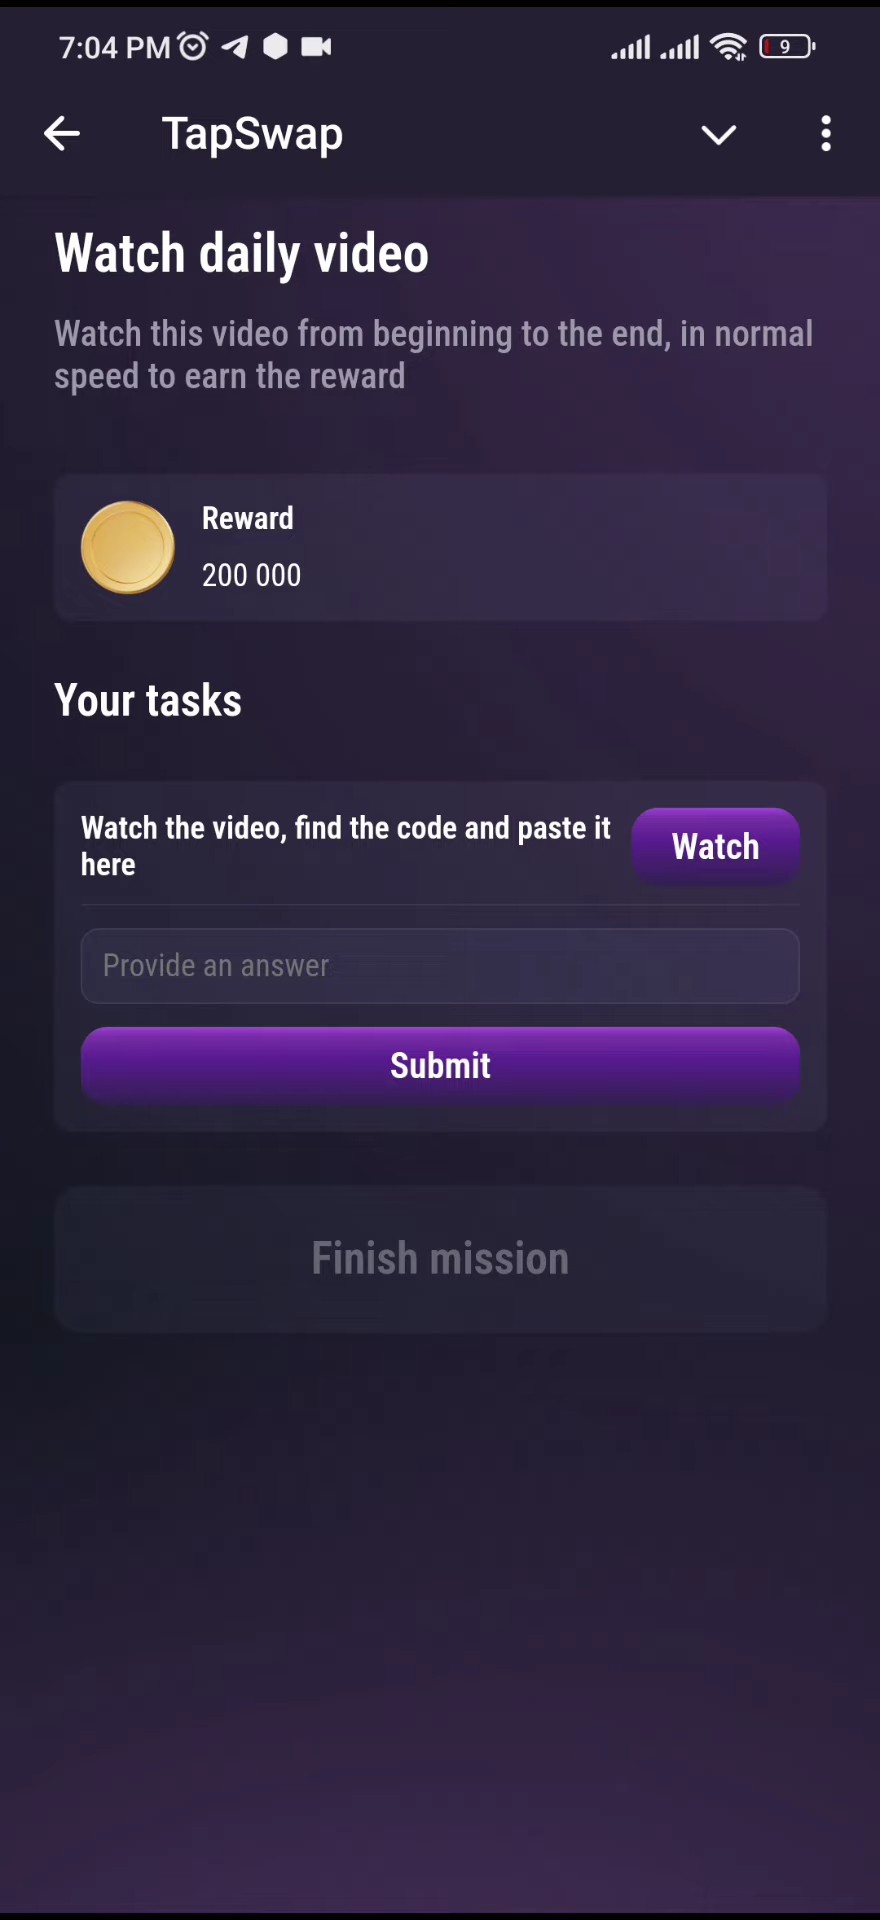 7:04 PM 9
TapSwap
Watch daily video
Watch this video from beginning to the end, in normal
speed to earn the reward
Reward
200 000
Your tasks
Watch the video, find the code and paste it
here
Watch
Provide an answer
Submit
Finish mission